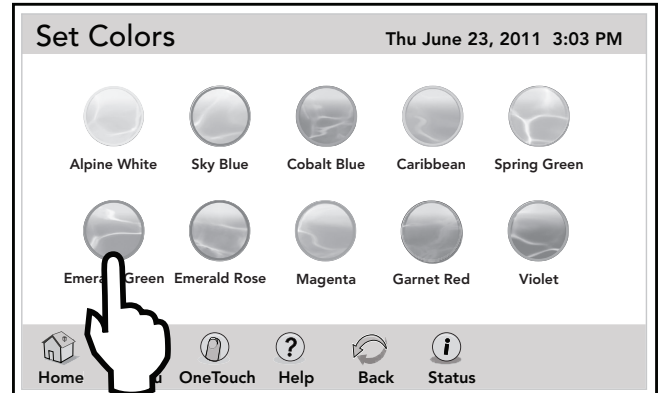 Set Colors Thu June 23, 2011 3:03 PM
Alpine White Sky Blue Cobalt Blue Caribbean Spring Green
Green Emerald Rose Magenta Garnet Red Violet
Home OneTouch Help Back Status